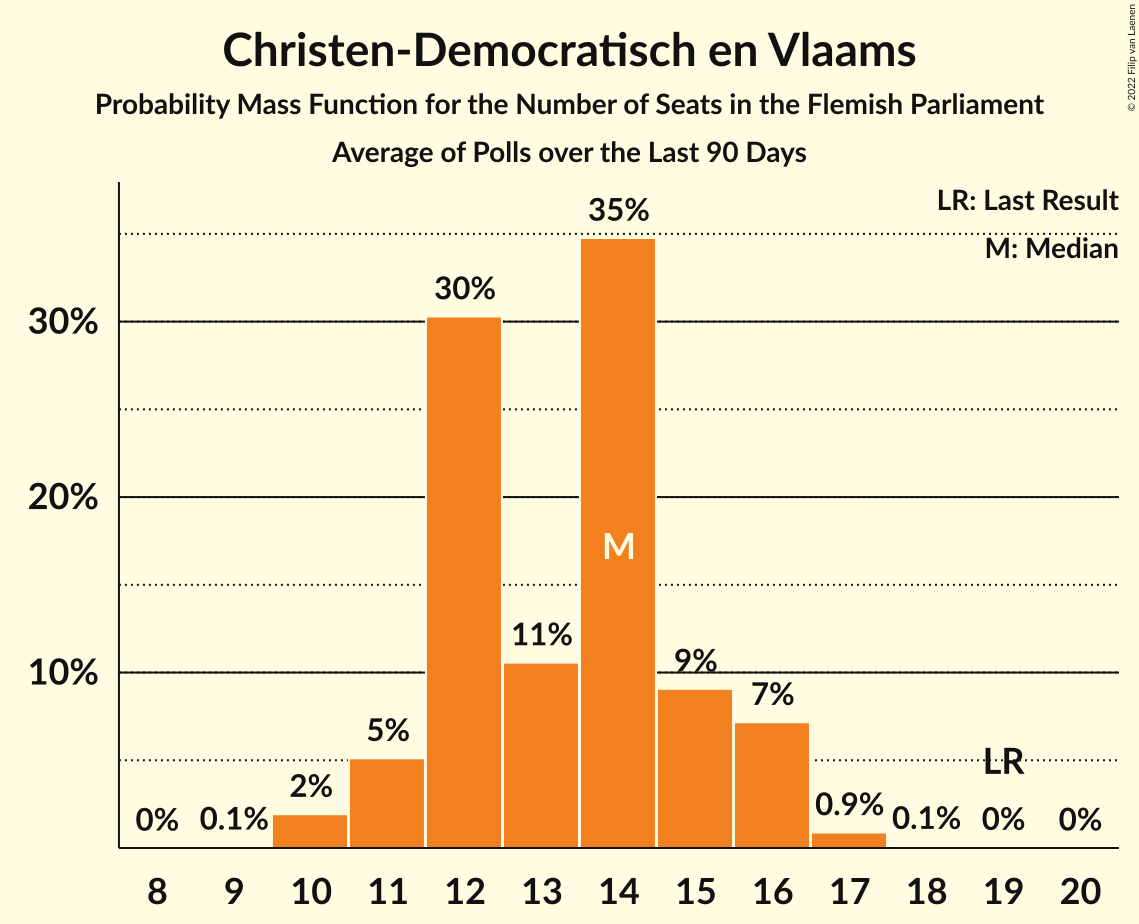 Christen-Democratisch en Vlaams
Probability Mass Function for the Number of Seats in the Flemish Parliament
Average of Polls over the Last 90 Days
© 2022 Filip van Laenen
LR: Last Result
M: Median
35%
30%
30%
20%
M
11%
10%
9%
7%
5%
LR
2%
0% 0.1% 0.9% 0.1% 0% 0%
8 9 10 11 12 13 14 15 16 17 18 19 20